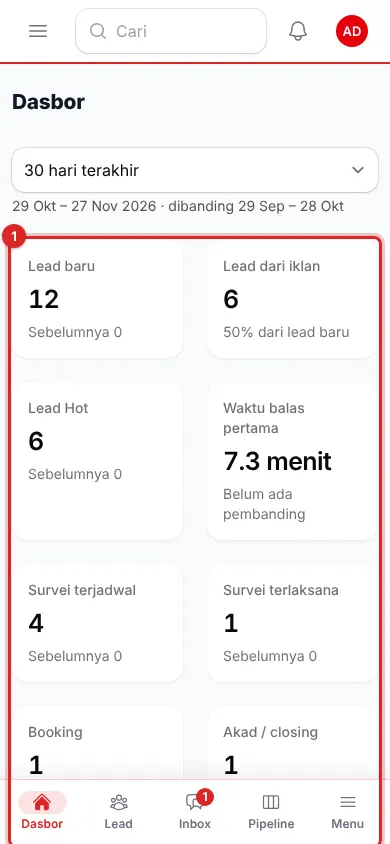 Cari
AD
Dasbor
30 hari terakhir
29 Okt – 27 Nov 2026 · dibanding 29 Sep – 28 Okt
1
Lead baru
12
Sebelumnya 0
Lead dari iklan
6
50% dari lead baru
Lead Hot
6
Sebelumnya 0
Waktu balas
pertama
7.3 menit
Belum ada
pembanding
Survei terjadwal
4
Sebelumnya 0
Survei terlaksana
1
Sebelumnya 0
Booking
1
Akad / closing
1
Dasbor
Lead
1
Inbox
Pipeline
Menu